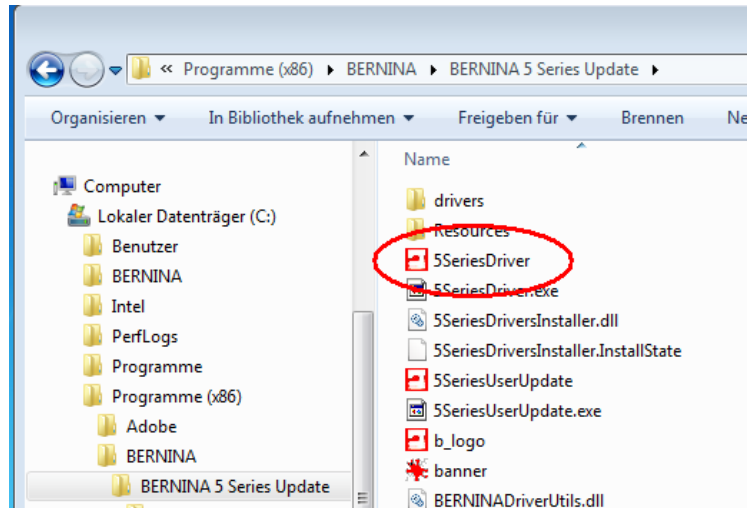 « Programme (x86) ▸ BERNINA ▸ BERNINA 5 Series Update ▸
Organisieren ▾ In Bibliothek aufnehmen ▾ Freigeben für ▾ Brennen Ne
Computer
Lokaler Datenträger (C:)
Benutzer
BERNINA
Intel
PerfLogs
Programme
Programme (x86)
Adobe
BERNINA
BERNINA 5 Series Update
Name
drivers
Resources
5SeriesDriver
5SeriesDriver.exe
5SeriesDriversInstaller.dll
5SeriesDriversInstaller.InstallState
5SeriesUserUpdate
5SeriesUserUpdate.exe
b_logo
banner
BERNINADriverUtils.dll